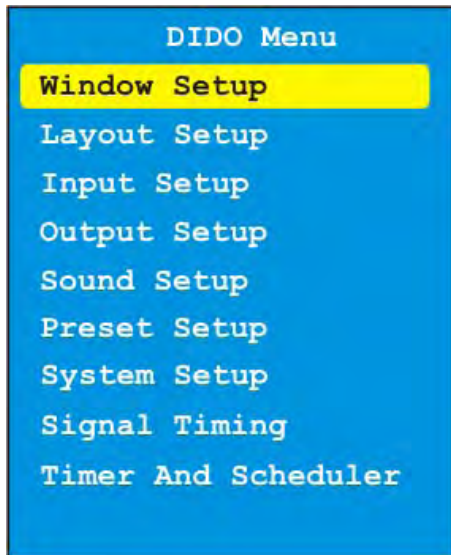 DIDO Menu
Window Setup
Layout Setup
Input Setup
Output Setup
Sound Setup
Preset Setup
System Setup
Signal Timing
Timer And Scheduler